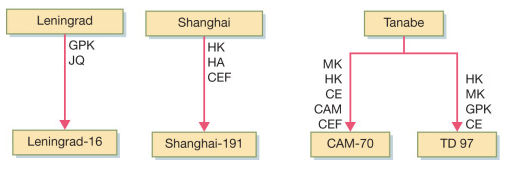 Leningrad
GPK
JQ
Leningrad-16
Shanghai
HK
HA
CEF
Shanghai-191
Tanabe
MK
HK
CE
CAM
CEF
CAM-70
HK
MK
GPK
CE
TD 97